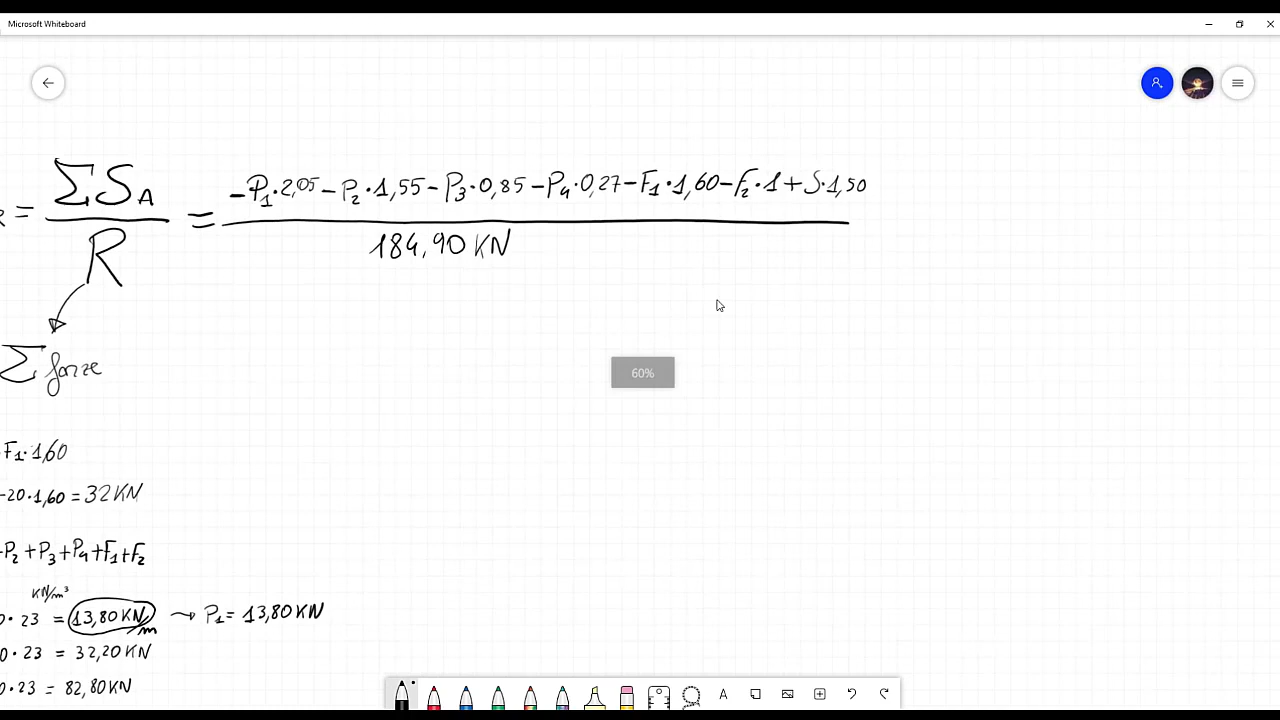 Microsoft Whiteboard
= ΣS_A / R = -P₁·2,05 - P₂·1,55 - P₃·0,85 - P₄·0,27 - F₁·1,60 - F₂·1 + S·1,50
184,90 KN
Σ forze
F₁·1,60
60%
-20·1,60 = 32 KN
P₂ + P₃ + P₄ + F₁ + F₂
KN/m³
0·23 = 13,80 KN/m → P₁ = 13,80 KN
0·23 = 32,20 KN
0·23 = 82,80 KN
A